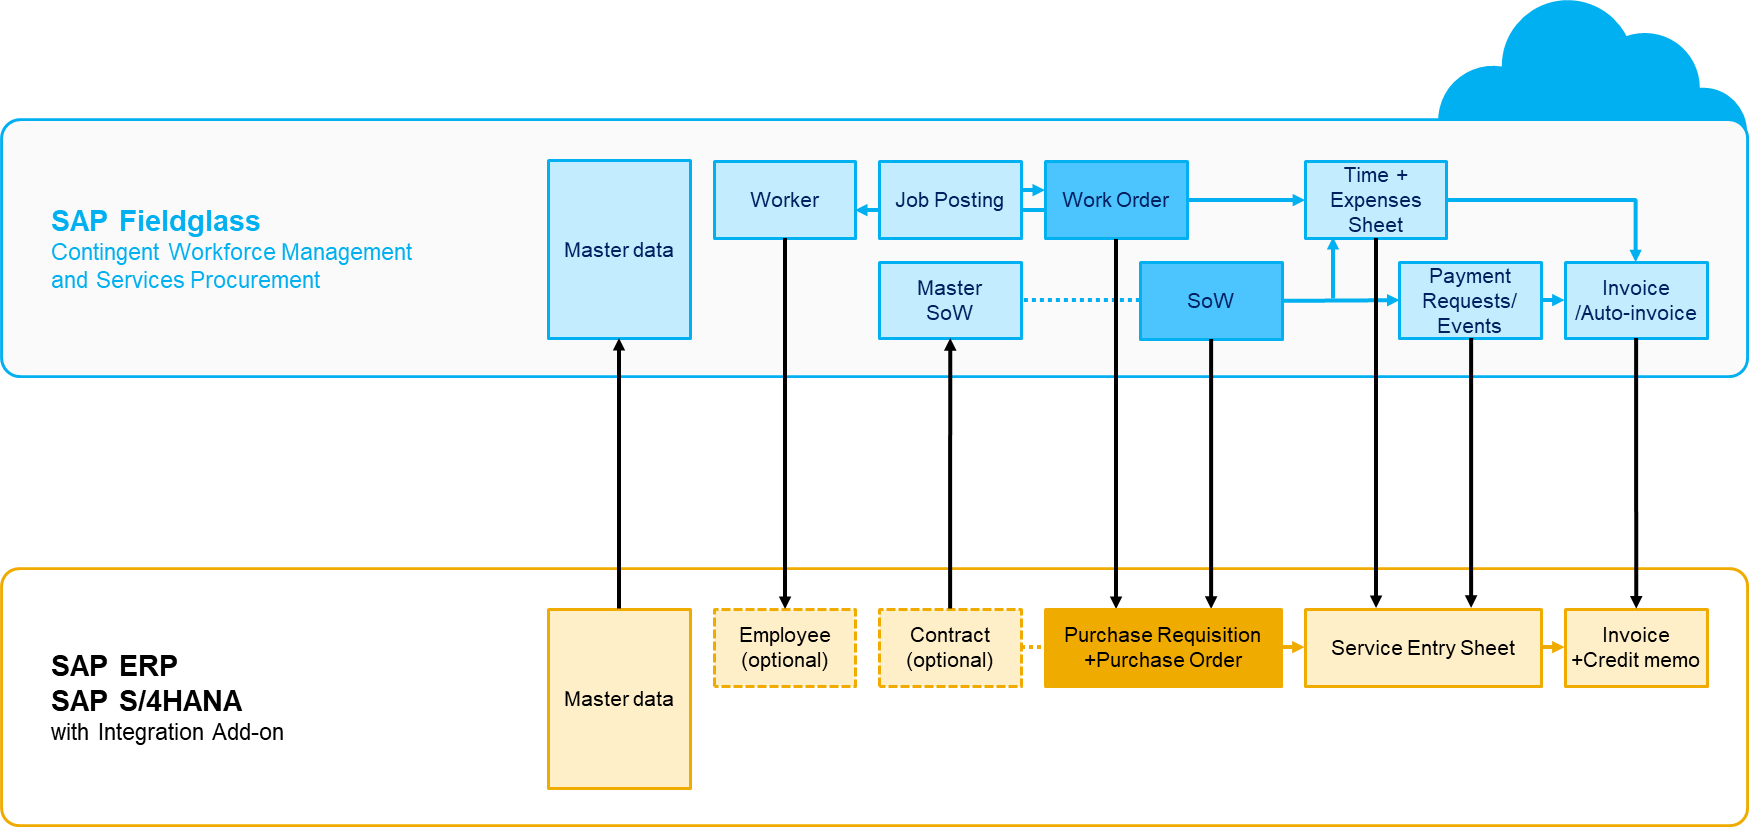 SAP Fieldglass
Contingent Workforce Management
and Services Procurement
Master data
Worker
Job Posting
Work Order
Time +
Expenses
Sheet
Master
SoW
SoW
Payment
Requests/
Events
Invoice
/Auto-invoice
SAP ERP
SAP S/4HANA
with Integration Add-on
Master data
Employee
(optional)
Contract
(optional)
Purchase Requisition
+Purchase Order
Service Entry Sheet
Invoice
+Credit memo